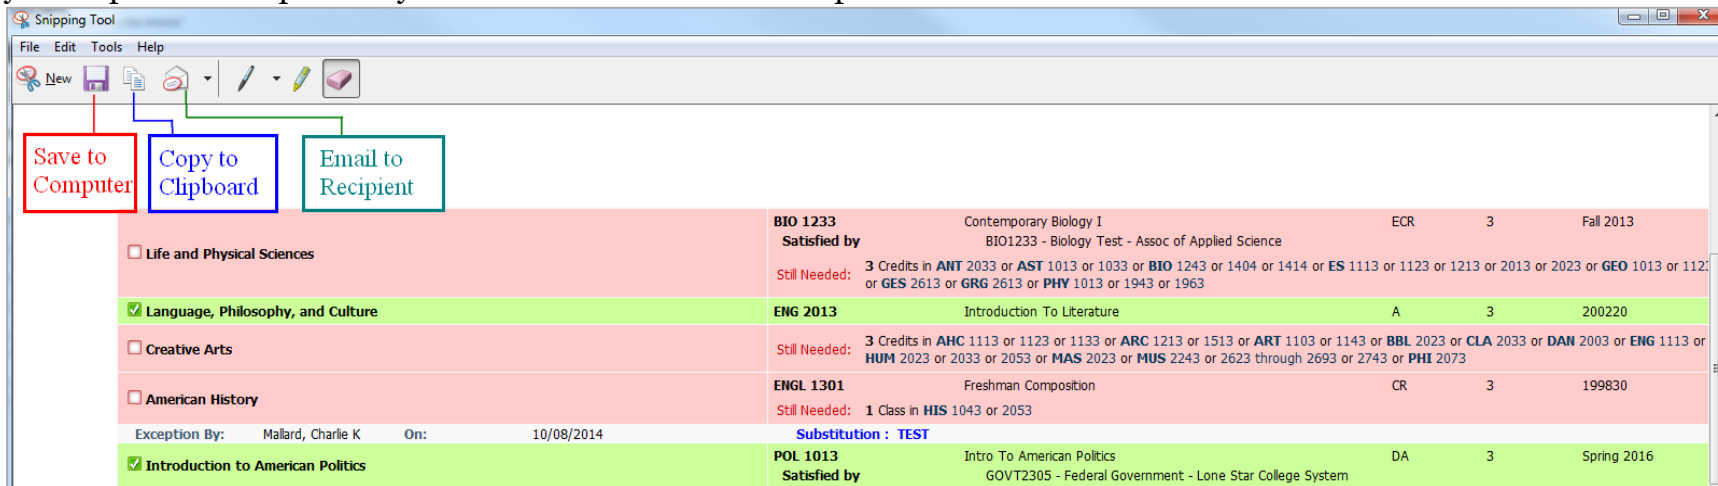 Snipping Tool
File Edit Tools Help
New
Save to
Computer
Copy to
Clipboard
Email to
Recipient
Life and Physical Sciences
BIO 1233 Contemporary Biology I ECR 3 Fall 2013
Satisfied by BIO1233 - Biology Test - Assoc of Applied Science
Still Needed: 3 Credits in ANT 2033 or AST 1013 or 1033 or BIO 1243 or 1404 or 1414 or ES 1113 or 1123 or 1213 or 2013 or 2023 or GEO 1013 or
or GES 2613 or GRG 2613 or PHY 1013 or 1943 or 1963
Language, Philosophy, and Culture ENG 2013 Introduction To Literature A 3 200220
Creative Arts
Still Needed: 3 Credits in AHC 1113 or 1123 or 1133 or ARC 1213 or 1513 or ART 1103 or 1143 or BBL 2023 or CLA 2033 or DAN 2003 or ENG 1113 or
HUM 2023 or 2033 or 2053 or MAS 2023 or MUS 2243 or 2623 through 2693 or 2743 or PHI 2073
American History
ENGL 1301 Freshman Composition CR 3 199830
Still Needed: 1 Class in HIS 1043 or 2053
Exception By: Mallard, Charlie K On: 10/08/2014 Substitution : TEST
Introduction to American Politics
POL 1013 Intro To American Politics DA 3 Spring 2016
Satisfied by GOVT2305 - Federal Government - Lone Star College System